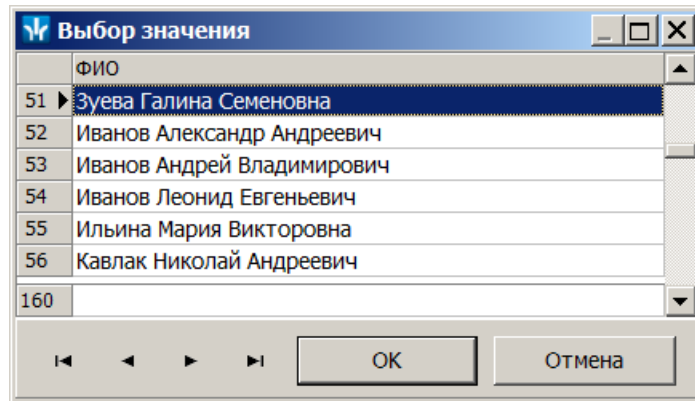 Выбор значения
ФИО
51 Зуева Галина Семеновна
52 Иванов Александр Андреевич
53 Иванов Андрей Владимирович
54 Иванов Леонид Евгеньевич
55 Ильина Мария Викторовна
56 Кавлак Николай Андреевич
160
OK Отмена